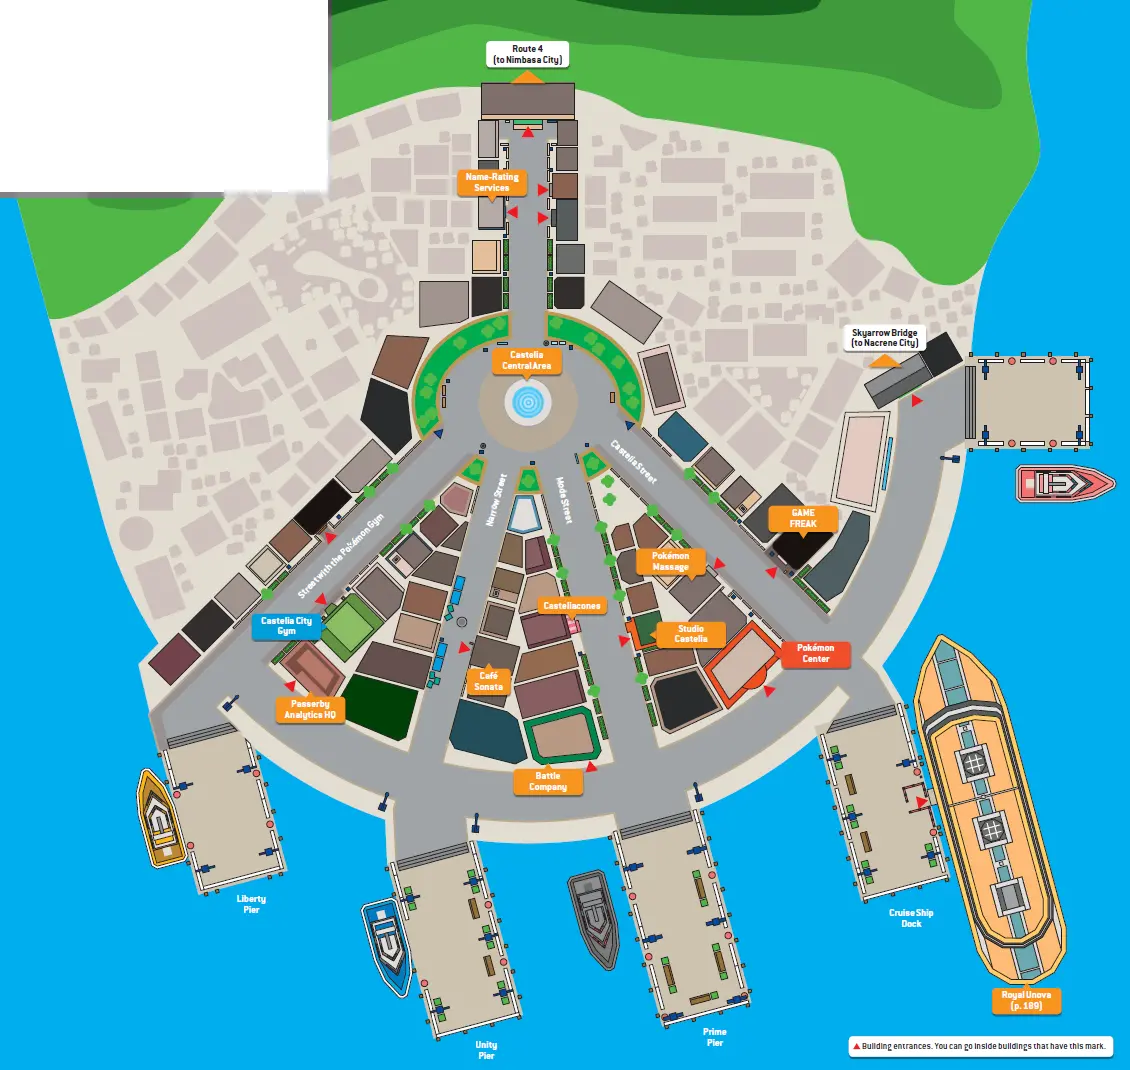 Route 4
(to Nimbasa City)
Name-Rating
Services
Skyarrow Bridge
(to Nacrene City)
Castelia
Central Area
Castelia Street
Narrow Street
Mode Street
Street with the Pokémon Gym
GAME
FREAK
Pokémon
Massage
Casteliacones
Castelia City
Gym
Studio
Castelia
Pokémon
Center
Café
Sonata
Passerby
Analytics HQ
Battle
Company
Liberty
Pier
Cruise Ship
Dock
Royal Unova
(p. 189)
Unity
Pier
Prime
Pier
Building entrances. You can go inside buildings that have this mark.